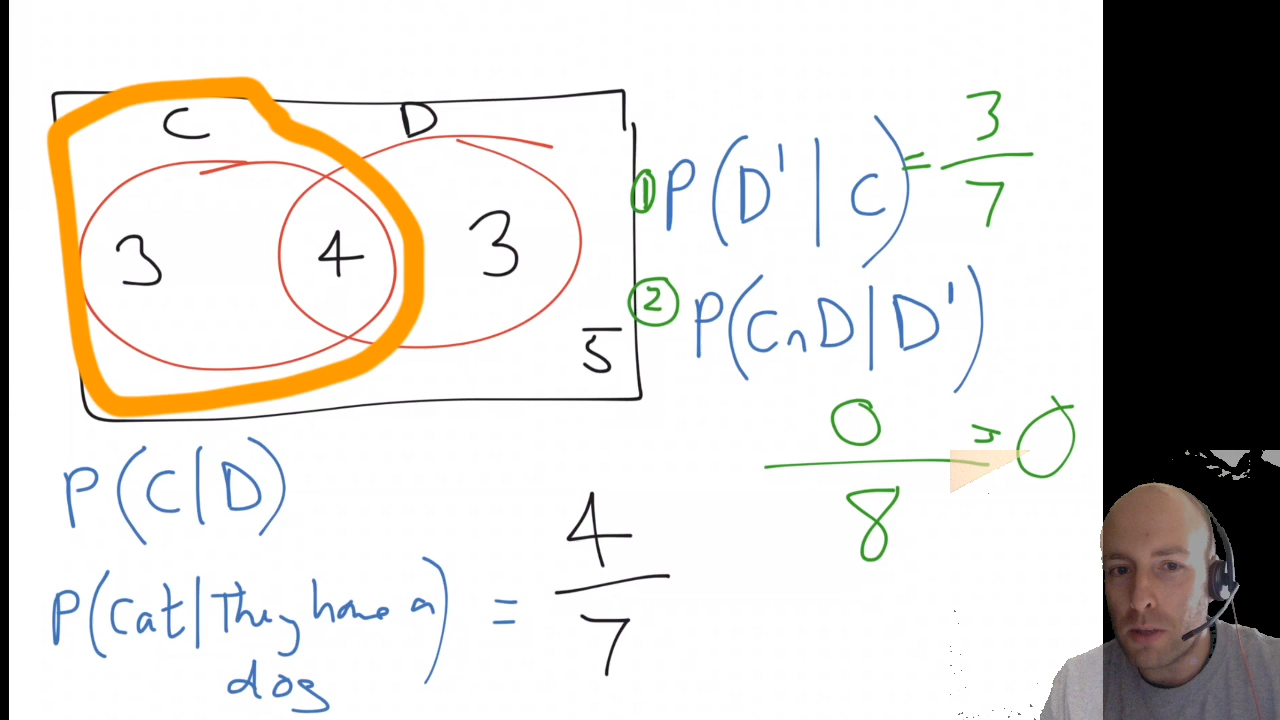 C D
3 4 3
5
① P(D' | C) = 3/7
② P(C∩D | D')
0/8 = 0
P(C|D)
P(Cat | They have a dog) = 4/7